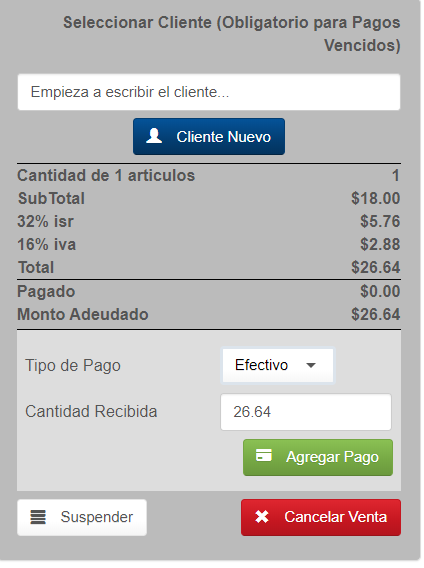 Seleccionar Cliente (Obligatorio para Pagos
Vencidos)
Empieza a escribir el cliente...
Cliente Nuevo
Cantidad de 1 articulos 1
SubTotal $18.00
32% isr $5.76
16% iva $2.88
Total $26.64
Pagado $0.00
Monto Adeudado $26.64
Tipo de Pago Efectivo
Cantidad Recibida 26.64
Agregar Pago
Suspender Cancelar Venta